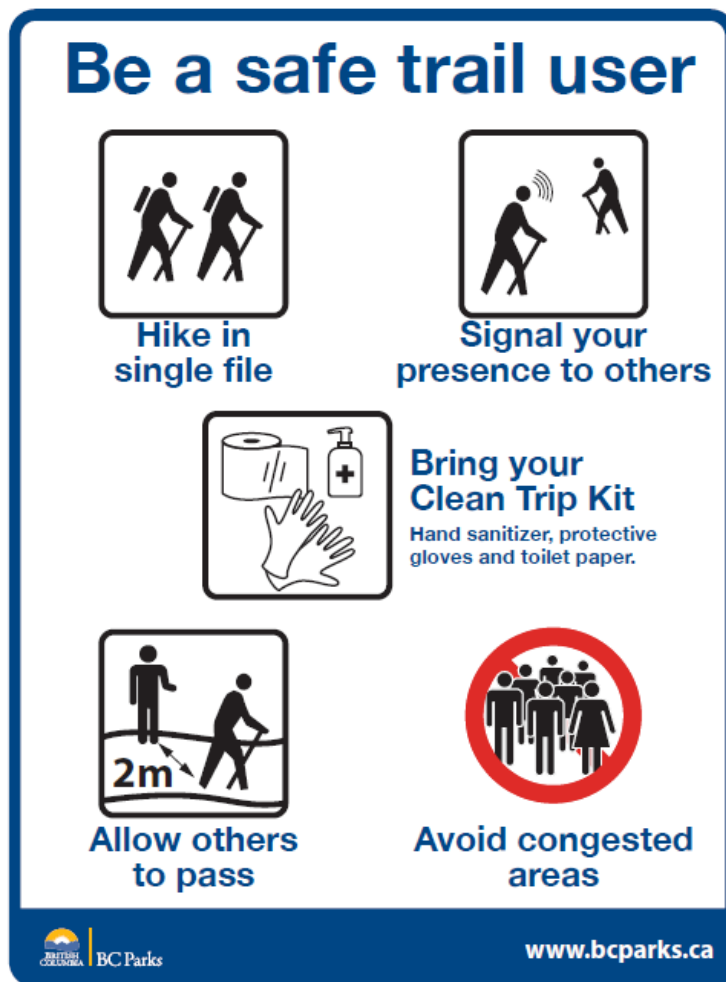 Be a safe trail user
Hike in
single file
Signal your
presence to others
Bring your
Clean Trip Kit
Hand sanitizer, protective
gloves and toilet paper.
2m
Allow others
to pass
Avoid congested
areas
BRITISH
COLUMBIA
BC Parks
www.bcparks.ca